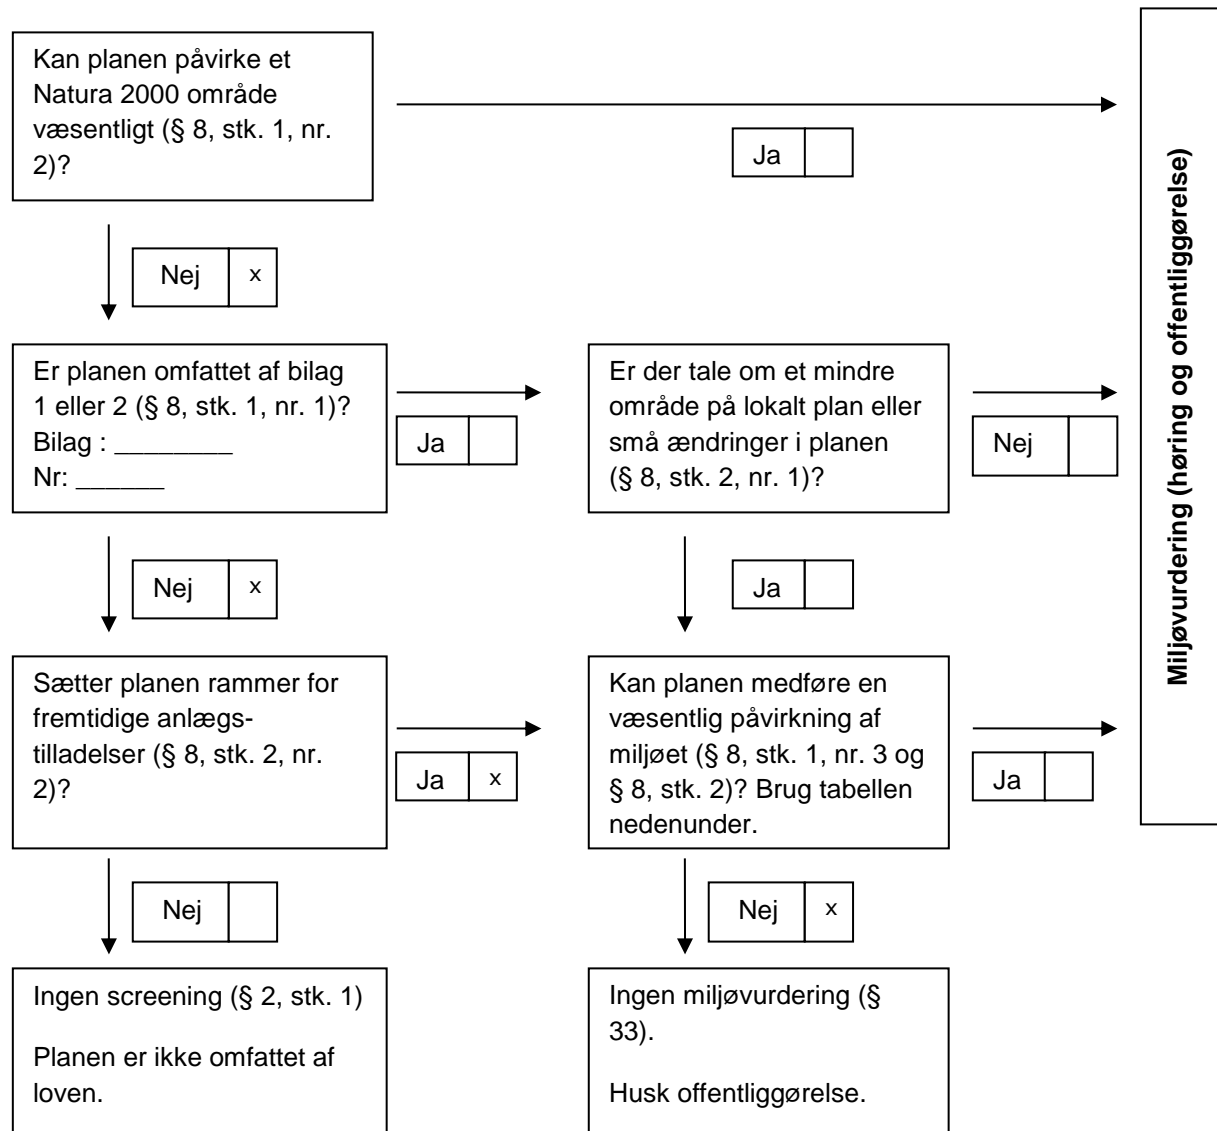 Kan planen påvirke et
Natura 2000 område
væsentligt (§ 8, stk. 1, nr.
2)?
Ja
Miljøvurdering (høring og offentliggørelse)
Nej x
Er planen omfattet af bilag
1 eller 2 (§ 8, stk. 1, nr. 1)?
Bilag : ________
Nr: ______
Ja
Er der tale om et mindre
område på lokalt plan eller
små ændringer i planen
(§ 8, stk. 2, nr. 1)?
Nej
Nej x
Ja
Sætter planen rammer for
fremtidige anlægs-
tilladelser (§ 8, stk. 2, nr.
2)?
Ja x
Kan planen medføre en
væsentlig påvirkning af
miljøet (§ 8, stk. 1, nr. 3 og
§ 8, stk. 2)? Brug tabellen
nedenunder.
Ja
Nej
Nej x
Ingen screening (§ 2, stk. 1)
Planen er ikke omfattet af
loven.
Ingen miljøvurdering (§
33).
Husk offentliggørelse.